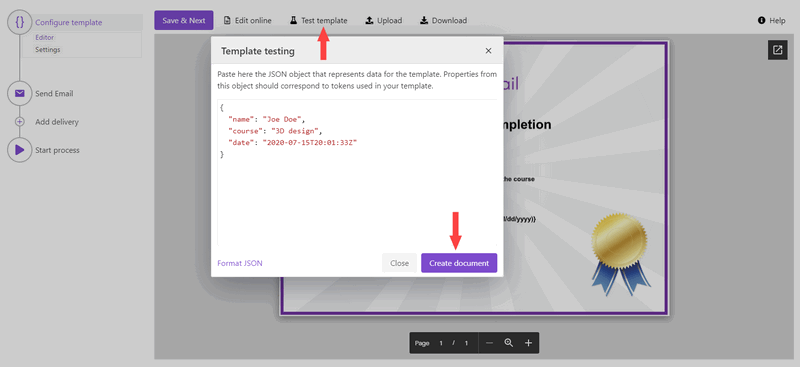 Configure template
Editor
Settings
Send Email
Add delivery
Start process
Save & Next Edit online Test template Upload Download Help
Template testing
Paste here the JSON object that represents data for the template. Properties from
this object should correspond to tokens used in your template.
{
"name": "Joe Doe",
"course": "3D design",
"date": "2020-07-15T20:01:33Z"
}
Format JSON Close Create document
the course
/dd/yyyy)}
Page 1 / 1